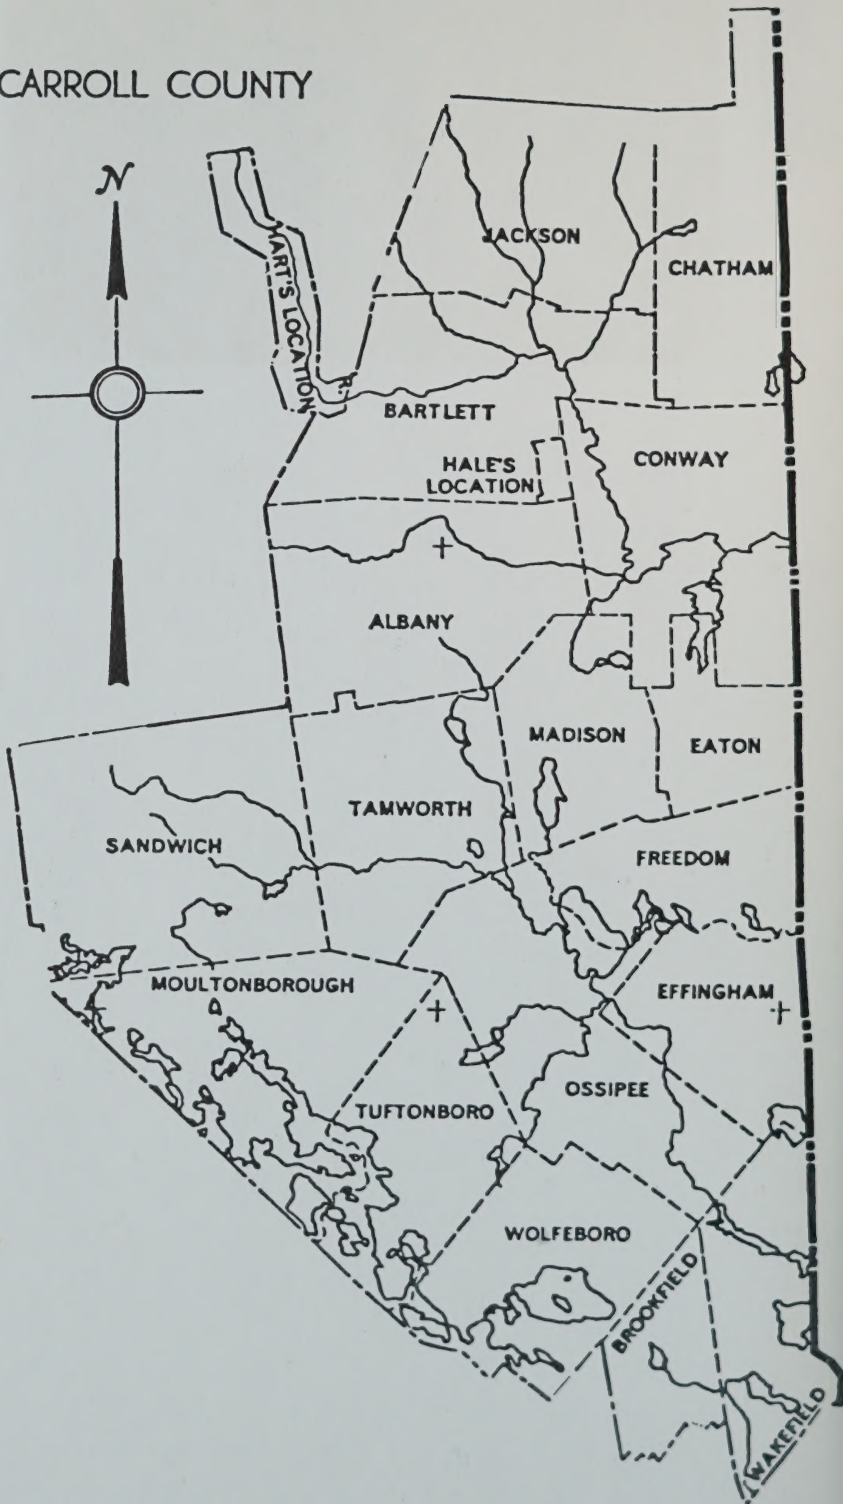 CARROLL COUNTY
N
JACKSON
CHATHAM
HART'S LOCATION
R.
BARTLETT
HALE'S
LOCATION
CONWAY
ALBANY
MADISON
EATON
TAMWORTH
SANDWICH
FREEDOM
MOULTONBOROUGH
EFFINGHAM
OSSIPEE
TUFTONBORO
WOLFEBORO
BROOKFIELD
WAKEFIELD